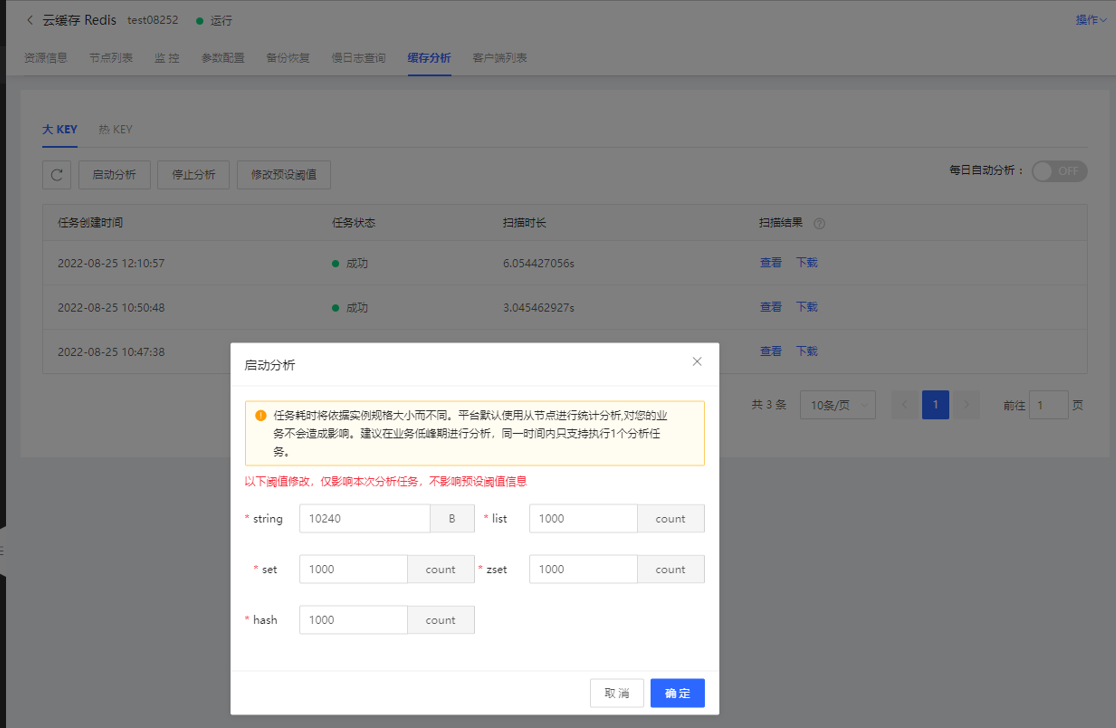 云缓存 Redis test08252 运行 操作
资源信息 节点列表 监 控 参数配置 备份恢复 慢日志查询 缓存分析 客户端列表
大 KEY 热 KEY
启动分析 停止分析 修改预设阈值 每日自动分析： OFF
任务创建时间 任务状态 扫描时长 扫描结果
2022-08-25 12:10:57 成功 6.054427056s 查看 下载
2022-08-25 10:50:48 成功 3.045462927s 查看 下载
2022-08-25 10:47:38 查看 下载
共 3 条 10条/页 1 前往 1 页
启动分析
任务耗时将依据实例规格大小而不同。平台默认使用从节点进行统计分析,对您的业
务不会造成影响。建议在业务低峰期进行分析，同一时间内只支持执行1个分析任
务。
以下阈值修改，仅影响本次分析任务，不影响预设阈值信息
* string 10240 B * list 1000 count
* set 1000 count * zset 1000 count
* hash 1000 count
取 消 确 定